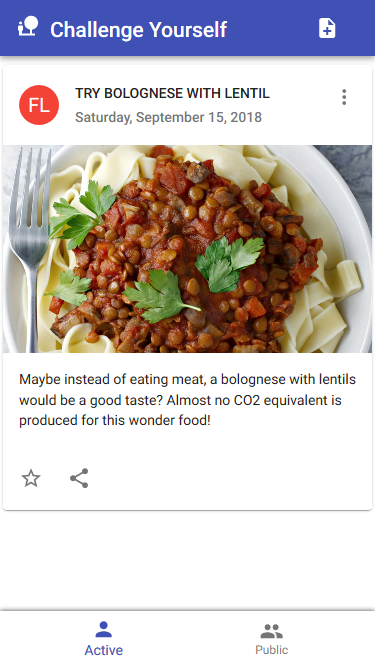 Challenge Yourself
FL
TRY BOLOGNESE WITH LENTIL
Saturday, September 15, 2018
Maybe instead of eating meat, a bolognese with lentils
would be a good taste? Almost no CO2 equivalent is
produced for this wonder food!
Active
Public